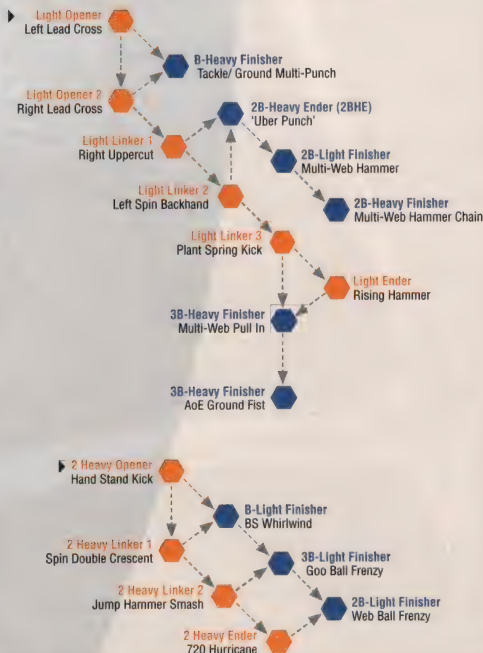 Light Opener
Left Lead Cross
B-Heavy Finisher
Tackle/ Ground Multi-Punch
Light Opener 2
Right Lead Cross
2B-Heavy Ender (2BHE)
'Uber Punch'
Light Linker 1
Right Uppercut
2B-Light Finisher
Multi-Web Hammer
Light Linker 2
Left Spin Backhand
2B-Heavy Finisher
Multi-Web Hammer Chain
Light Linker 3
Plant Spring Kick
Light Ender
Rising Hammer
3B-Heavy Finisher
Multi-Web Pull In
3B-Heavy Finisher
AoE Ground Fist
2 Heavy Opener
Hand Stand Kick
B-Light Finisher
BS Whirlwind
2 Heavy Linker 1
Spin Double Crescent
3B-Light Finisher
Goo Ball Frenzy
2 Heavy Linker 2
Jump Hammer Smash
2B-Light Finisher
Web Ball Frenzy
2 Heavy Ender
720 Hurricane